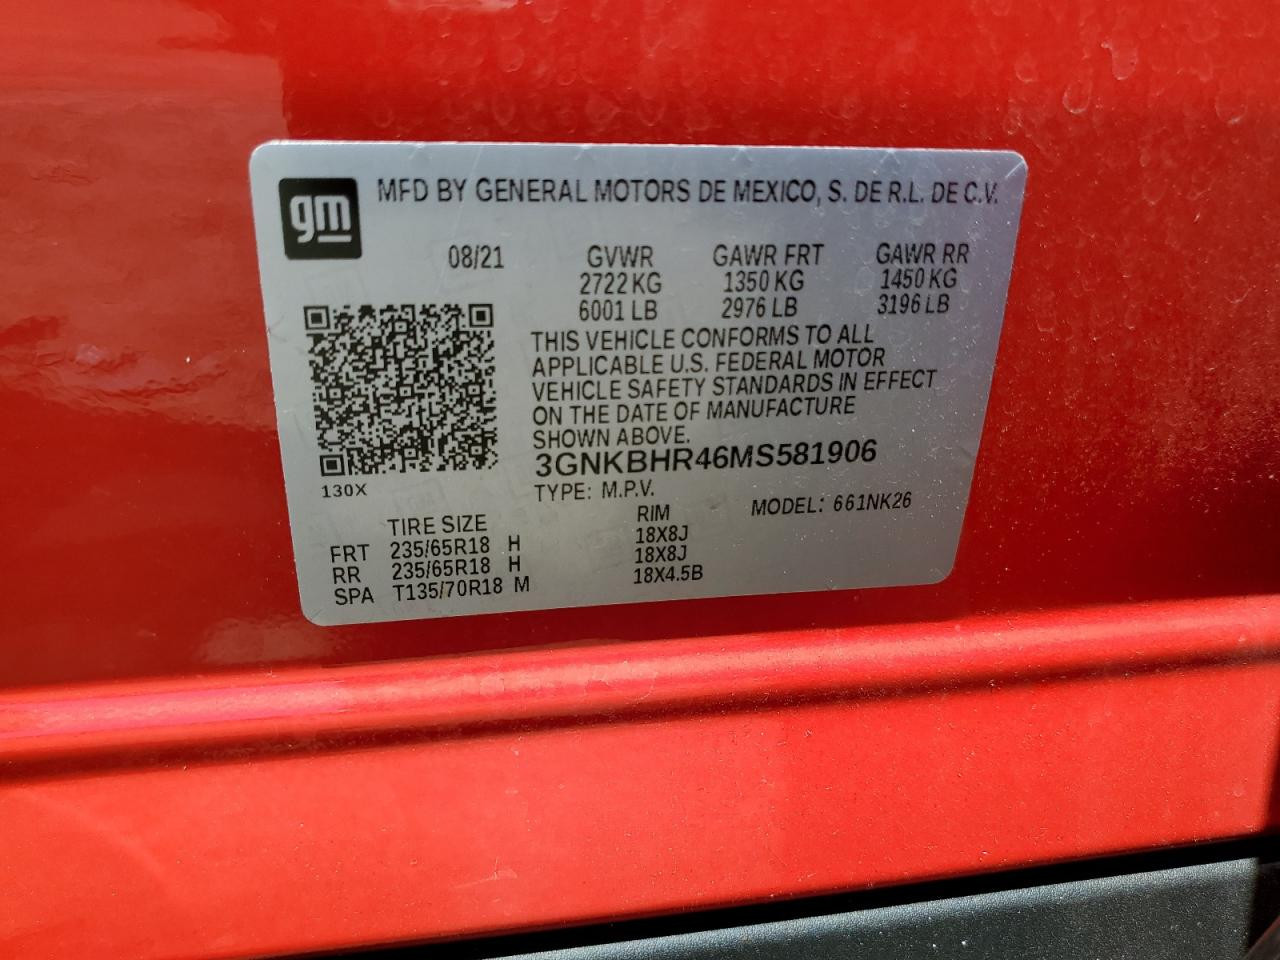 gm MFD BY GENERAL MOTORS DE MEXICO, S. DE R.L. DE C.V.
08/21 GVWR GAWR FRT GAWR RR
2722 KG 1350 KG 1450 KG
6001 LB 2976 LB 3196 LB
THIS VEHICLE CONFORMS TO ALL
APPLICABLE U.S. FEDERAL MOTOR
VEHICLE SAFETY STANDARDS IN EFFECT
ON THE DATE OF MANUFACTURE
SHOWN ABOVE.
3GNKBHR46MS581906
130X
TYPE: M.P.V. MODEL: 661NK26
TIRE SIZE RIM
FRT 235/65R18 H 18X8J
RR 235/65R18 H 18X8J
SPA T135/70R18 M 18X4.5B